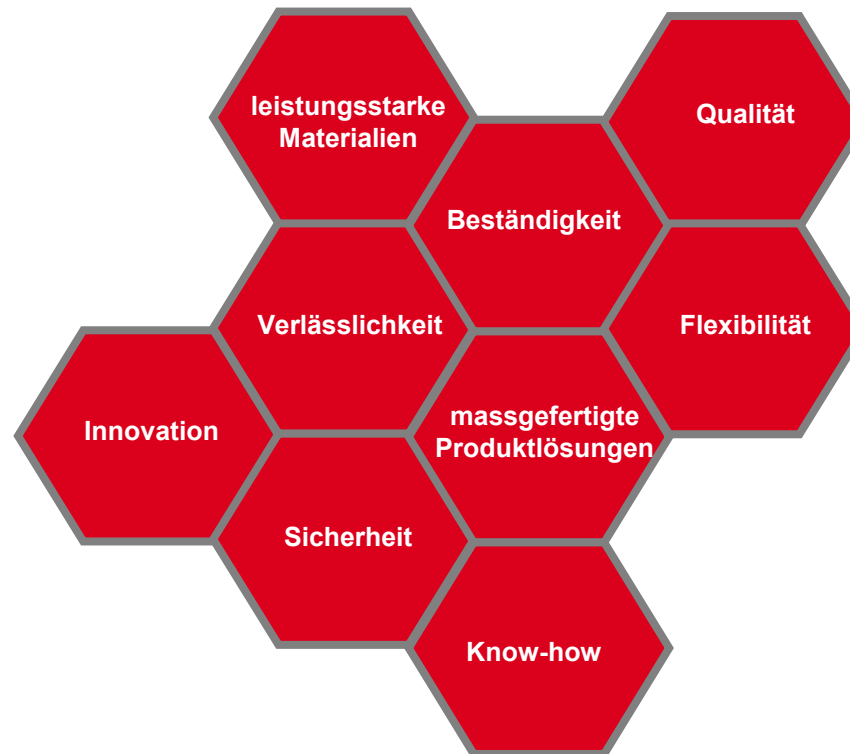 leistungsstarke
Materialien
Qualität
Beständigkeit
Verlässlichkeit
Flexibilität
Innovation
massgefertigte
Produktlösungen
Sicherheit
Know-how